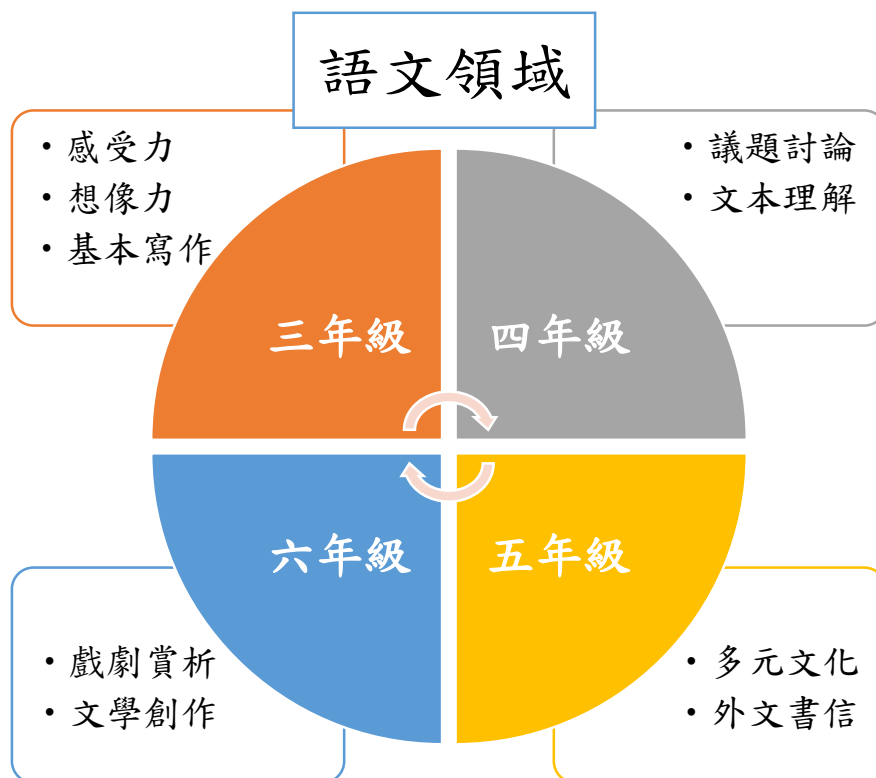 語文領域
・感受力
・想像力
・基本寫作
・議題討論
・文本理解
三年級
四年級
六年級
五年級
・戲劇賞析
・文學創作
・多元文化
・外文書信